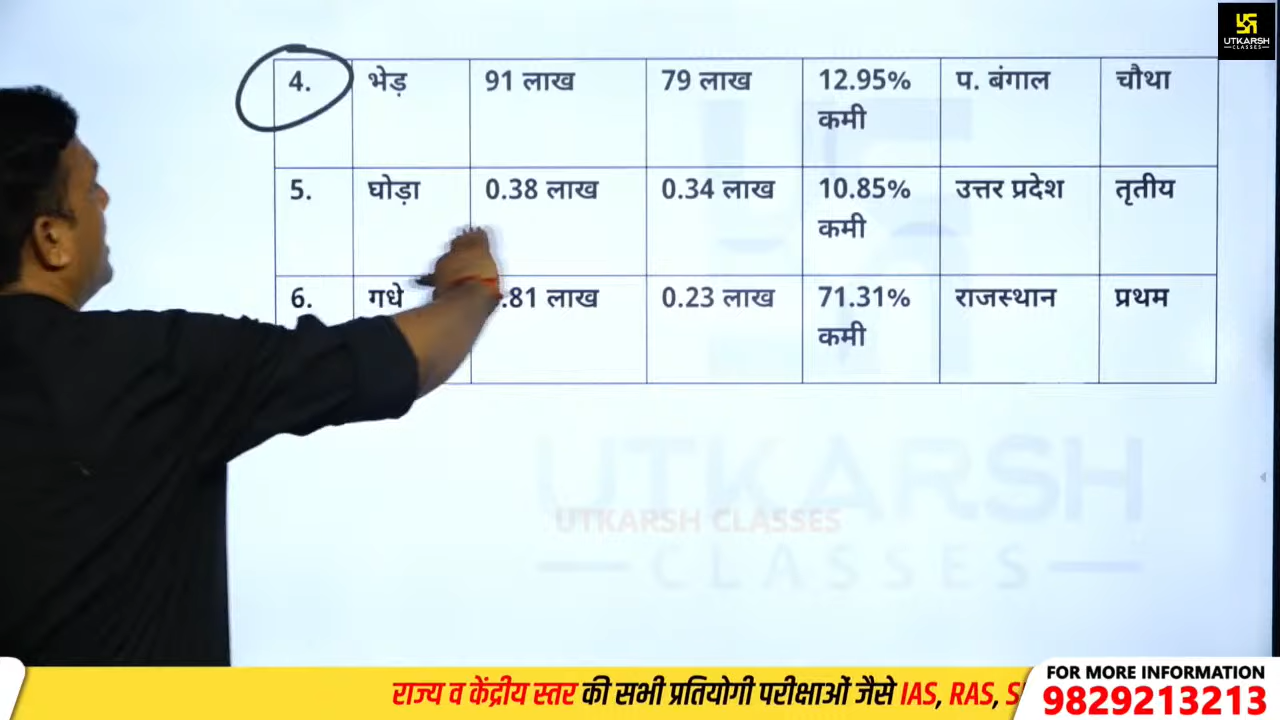 UTKARSH
CLASSES
4. भेड़ 91 लाख 79 लाख 12.95% प. बंगाल चौथा
कमी
5. घोड़ा 0.38 लाख 0.34 लाख 10.85% उत्तर प्रदेश तृतीय
कमी
6. गधे .81 लाख 0.23 लाख 71.31% राजस्थान प्रथम
कमी
UTKARSH
UTKARSH CLASSES
CLASSES
राज्य व केंद्रीय स्तर की सभी प्रतियोगी परीक्षाओं जैसे IAS, RAS,
FOR MORE INFORMATION
9829213213